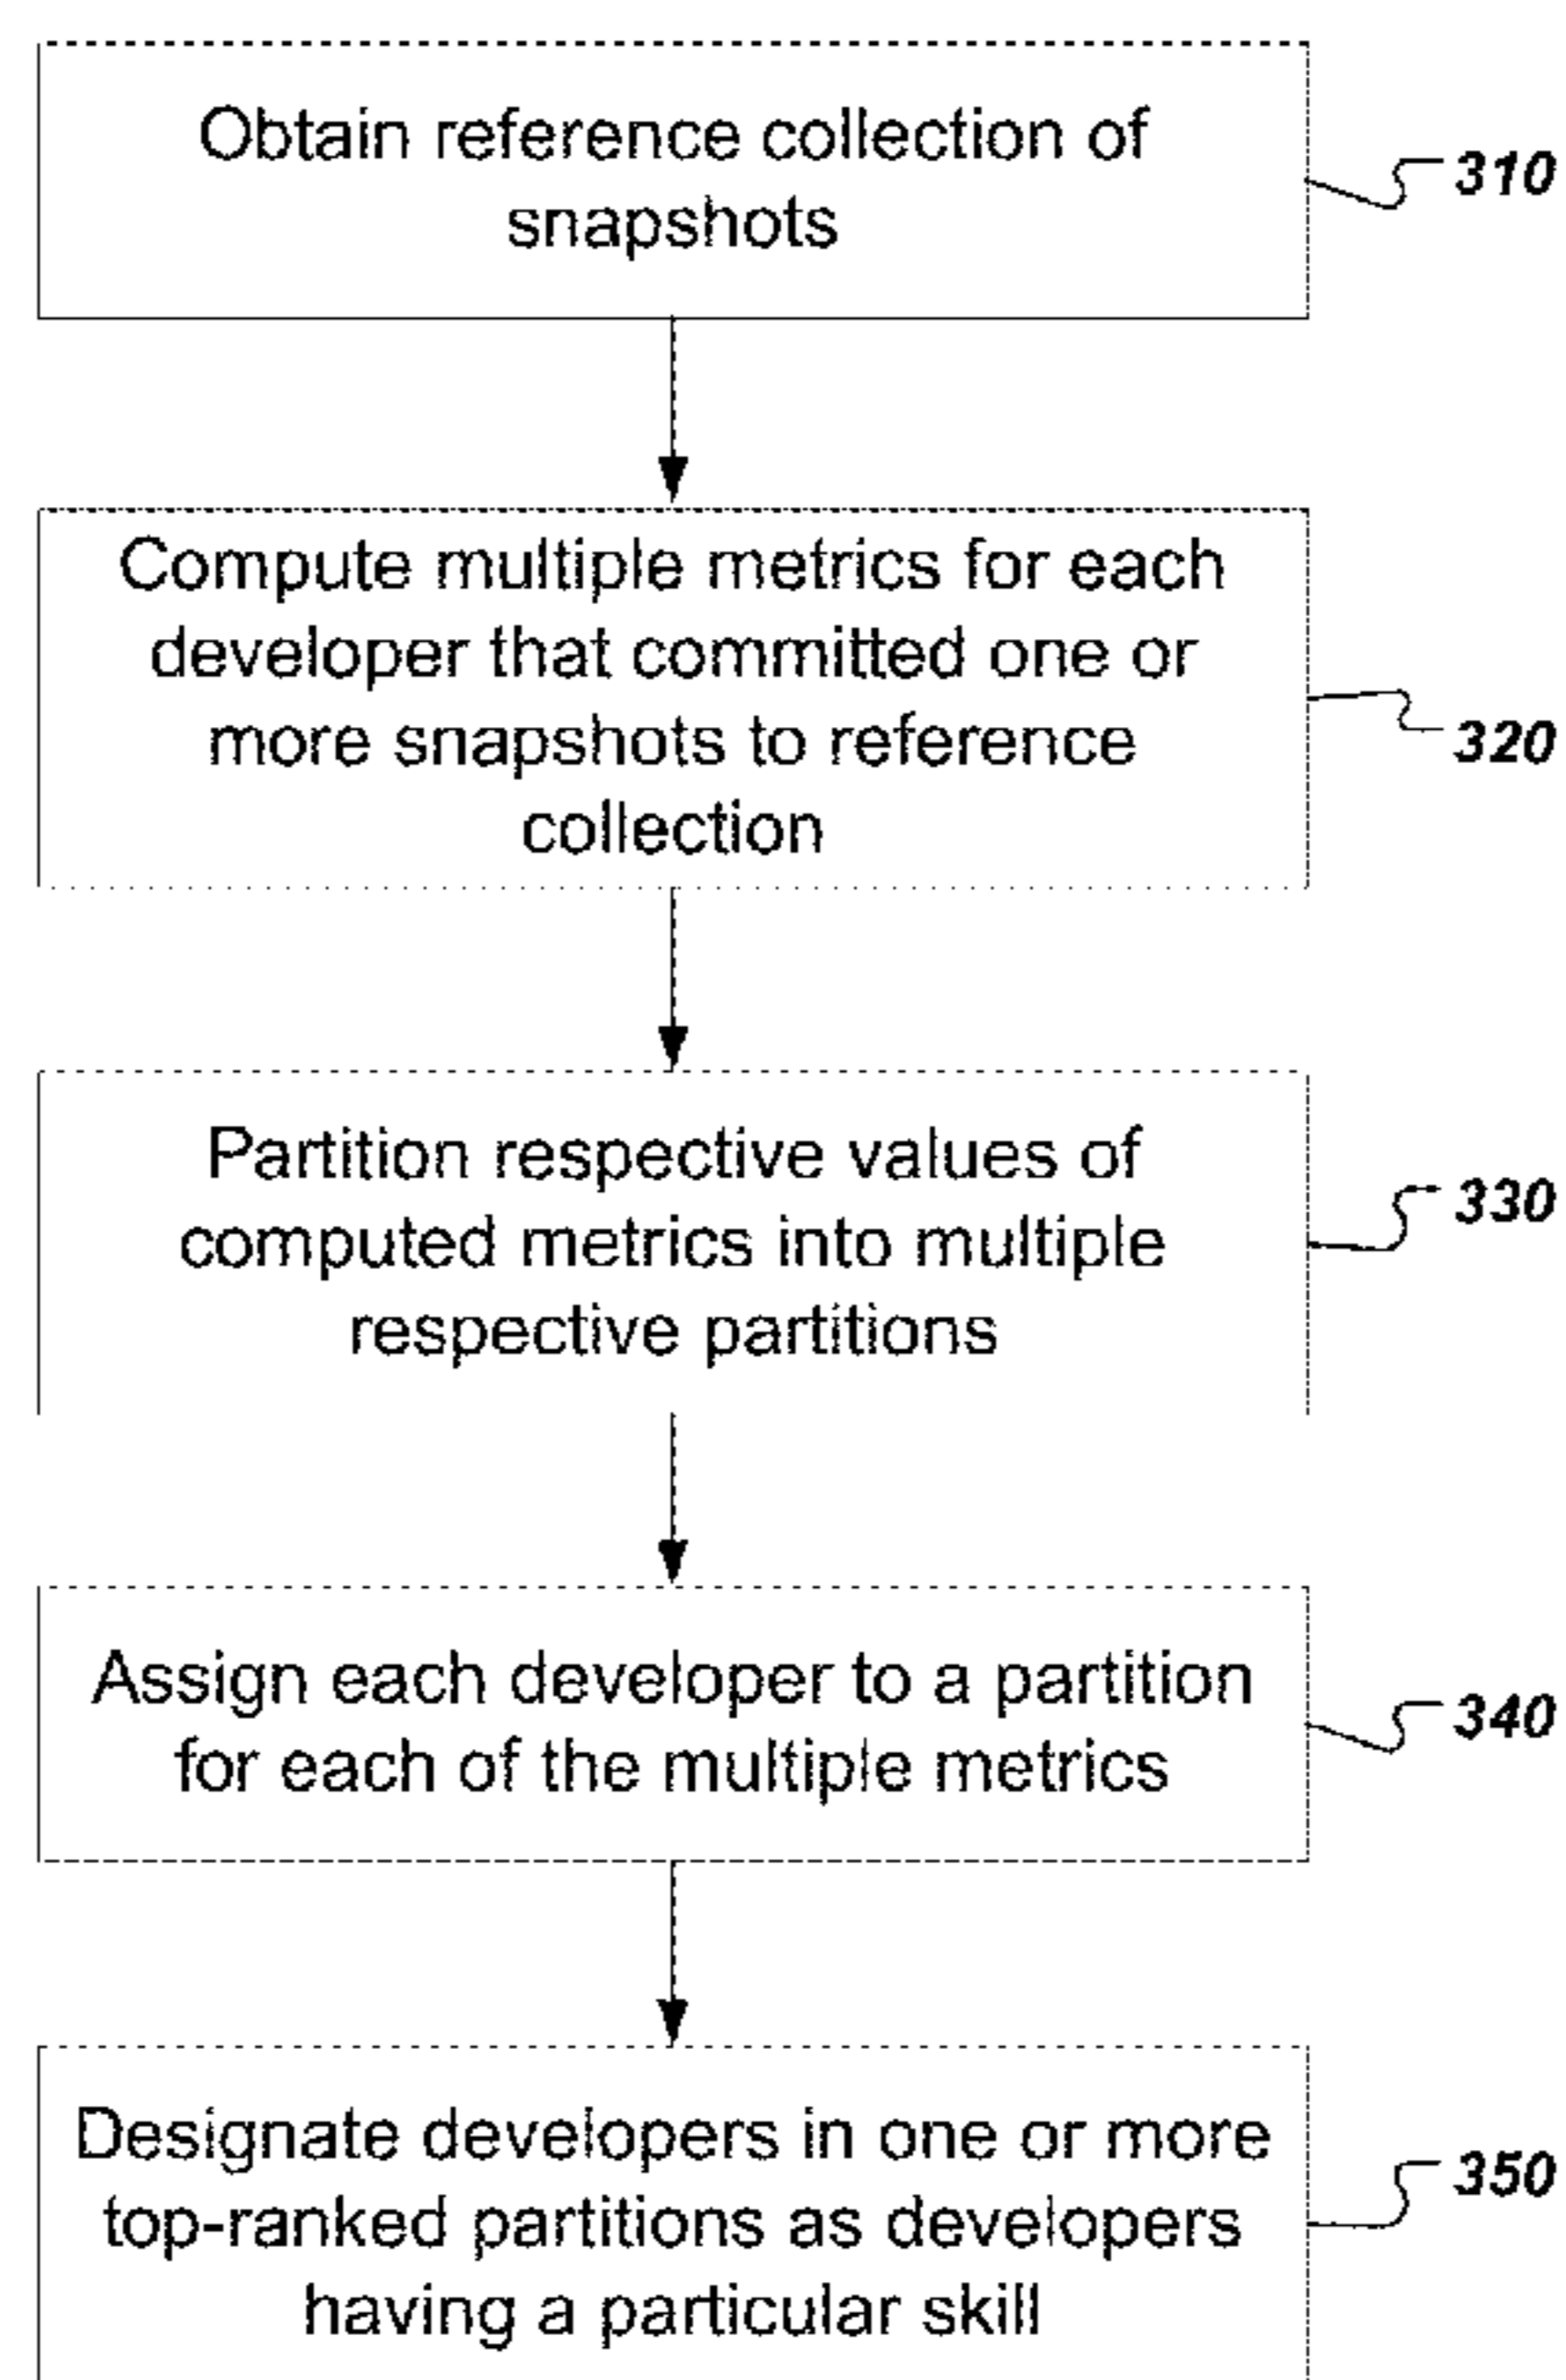 Obtain reference collection of
snapshots
310
Compute multiple metrics for each
developer that committed one or
more snapshots to reference
collection
320
Partition respective values of
computed metrics into multiple
respective partitions
330
Assign each developer to a partition
for each of the multiple metrics
340
Designate developers in one or more
top-ranked partitions as developers
having a particular skill
350